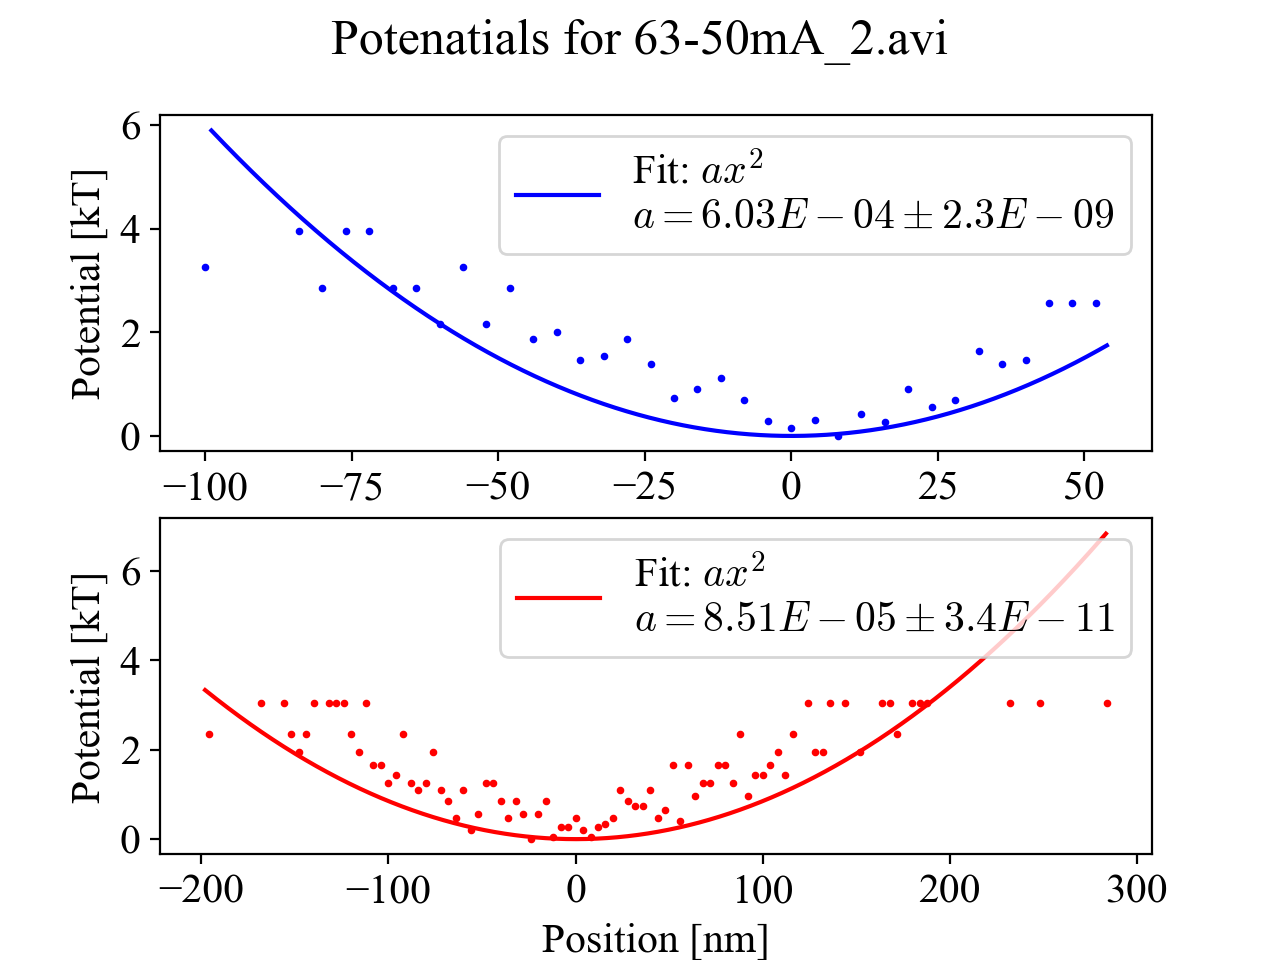 Potenatials for 63-50mA_2.avi
6
4
2
0
Potential [kT]
Fit: ax²
a = 6.03E − 04 ± 2.3E − 09
−100 −75 −50 −25 0 25 50
6
4
2
0
Potential [kT]
Fit: ax²
a = 8.51E − 05 ± 3.4E − 11
−200 −100 0 100 200 300
Position [nm]